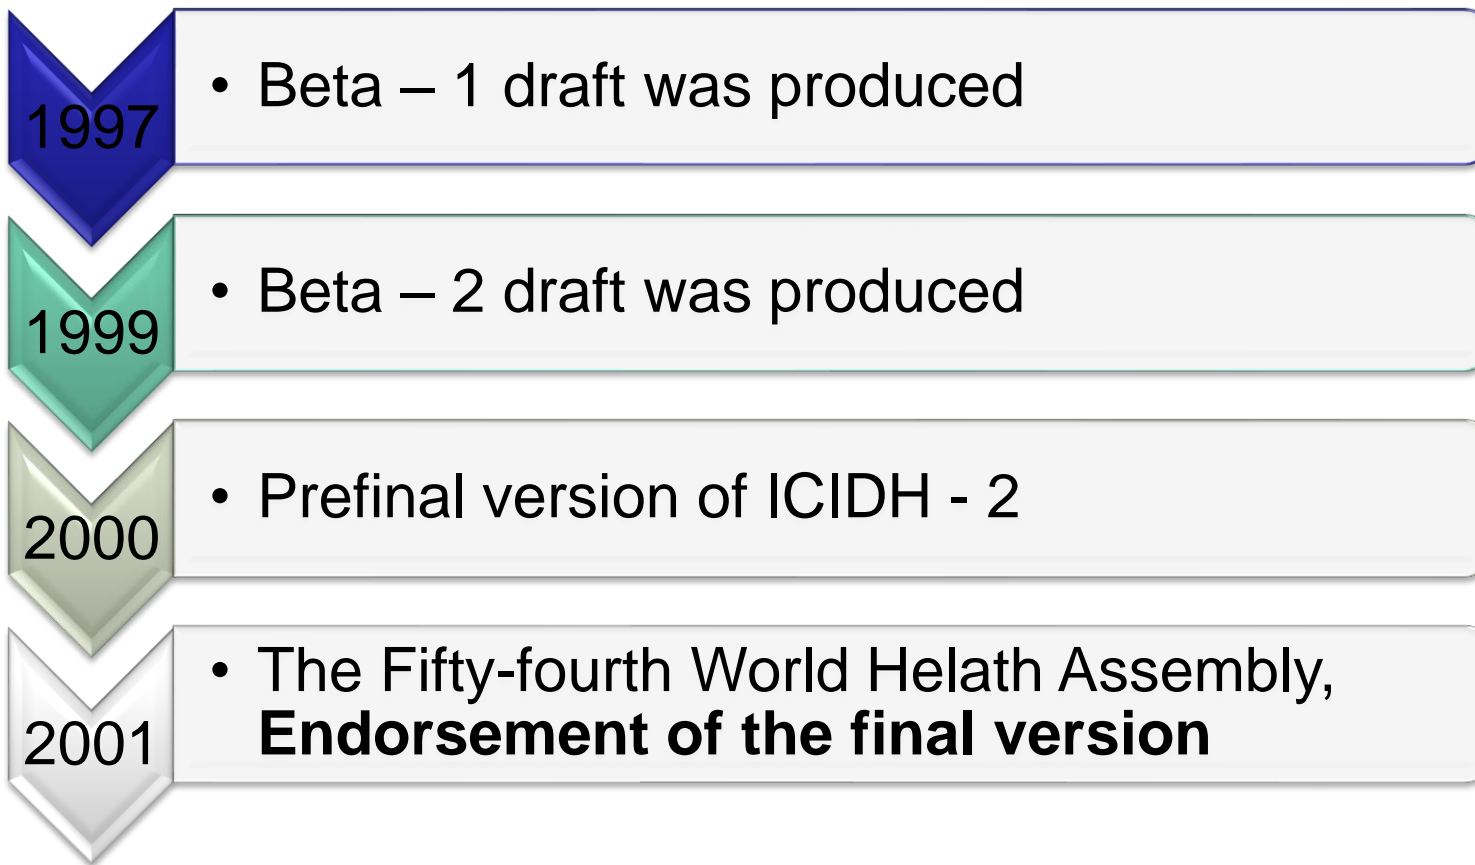 1997
• Beta – 1 draft was produced
1999
• Beta – 2 draft was produced
2000
• Prefinal version of ICIDH - 2
2001
• The Fifty-fourth World Helath Assembly,
Endorsement of the final version